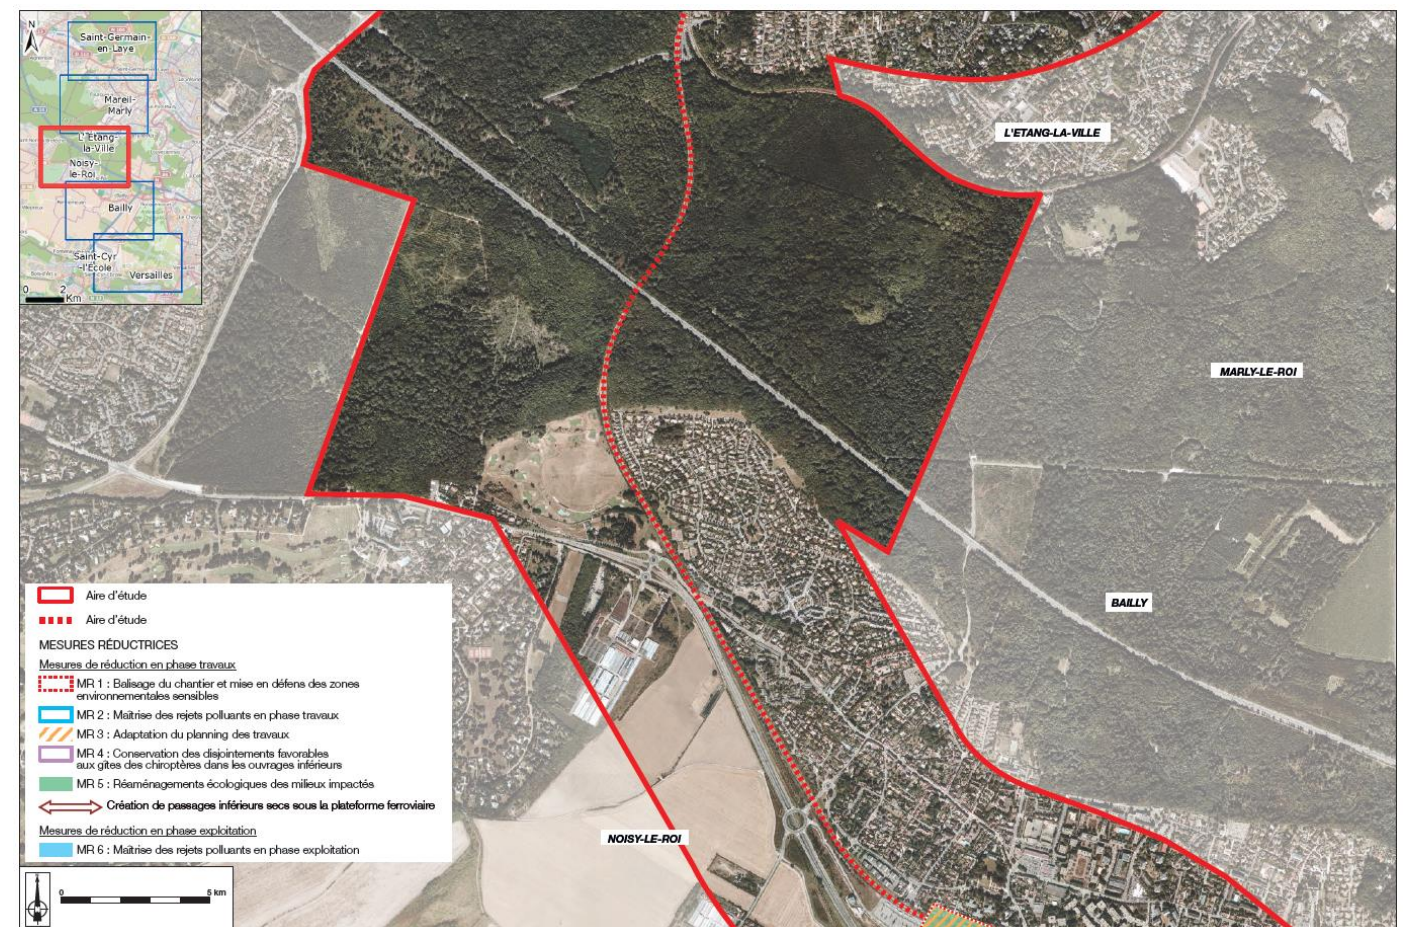 N
Saint-Germain-
en-Laye
Mareil-
Marly
L'Etang-
la-Ville
Noisy-
le-Roi
Bailly
Saint-Cyr
-l'École
Versailles
0 2
Km
L'ETANG-LA-VILLE
MARLY-LE-ROI
BAILLY
NOISY-LE-ROI
Aire d'étude
Aire d'étude
MESURES RÉDUCTRICES
Mesures de réduction en phase travaux
MR 1 : Balisage du chantier et mise en défens des zones
environnementales sensibles
MR 2 : Maîtrise des rejets polluants en phase travaux
MR 3 : Adaptation du planning des travaux
MR 4 : Conservation des disjointements favorables
aux gîtes des chiroptères dans les ouvrages inférieurs
MR 5 : Réaménagements écologiques des milieux impactés
Création de passages inférieurs secs sous la plateforme ferroviaire
Mesures de réduction en phase exploitation
MR 6 : Maîtrise des rejets polluants en phase exploitation
0 5 km